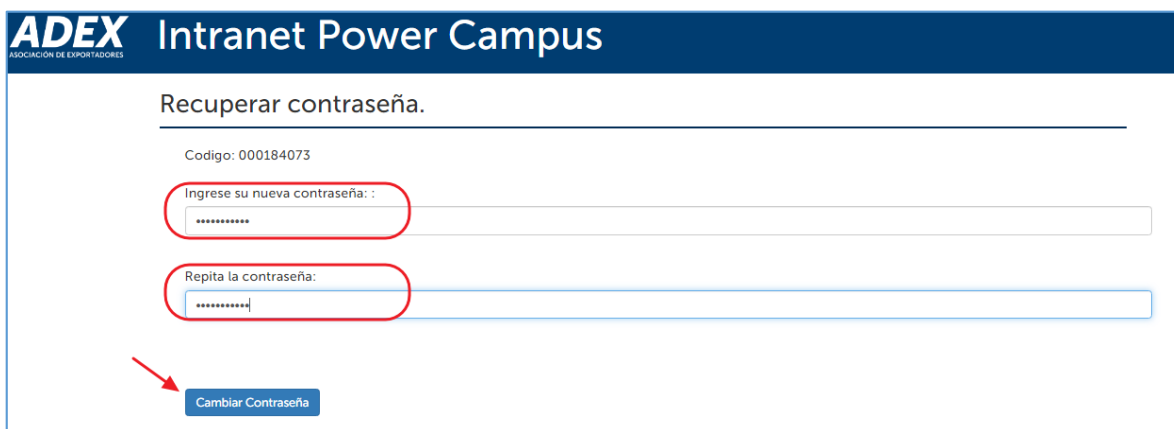 ADEX
ASOCIACIÓN DE EXPORTADORES
Intranet Power Campus
Recuperar contraseña.
Codigo: 000184073
Ingrese su nueva contraseña: :
•••••••••••
Repita la contraseña:
•••••••••••
Cambiar Contraseña